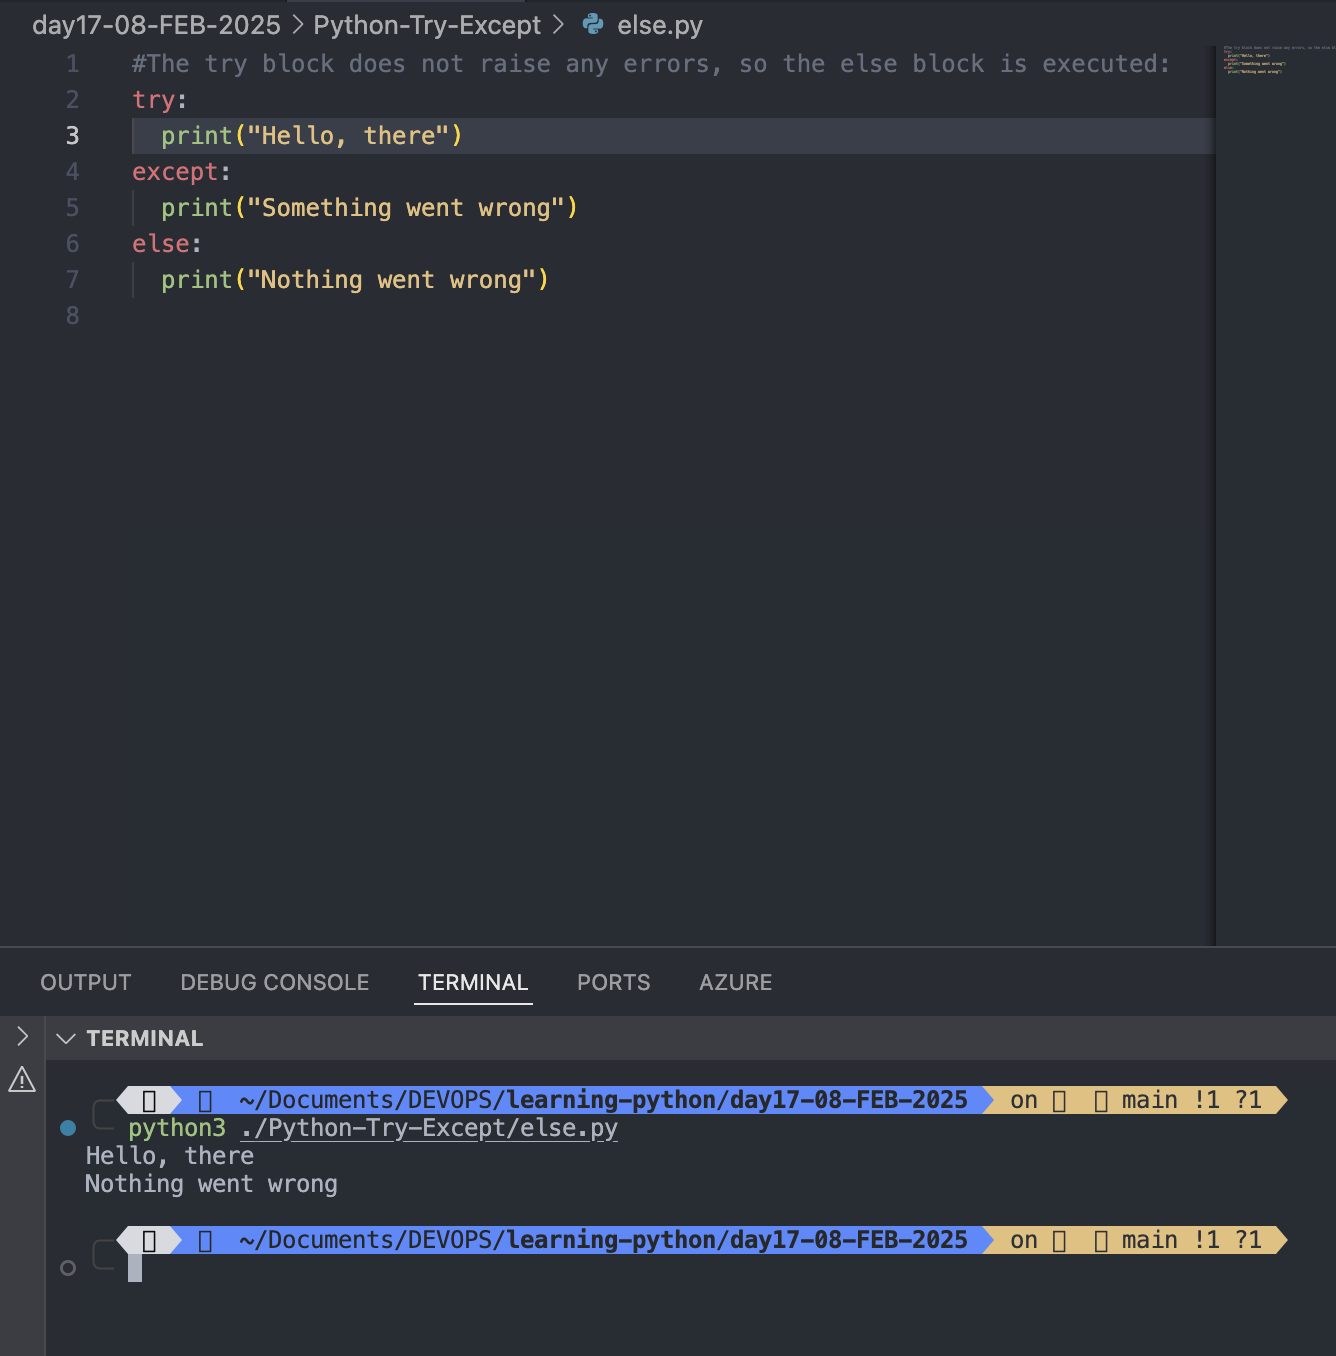 day17-08-FEB-2025 > Python-Try-Except > else.py
1 #The try block does not raise any errors, so the else block is executed:
2 try:
3   print("Hello, there")
4 except:
5   print("Something went wrong")
6 else:
7   print("Nothing went wrong")
8
OUTPUT DEBUG CONSOLE TERMINAL PORTS AZURE
TERMINAL
~/Documents/DEVOPS/learning-python/day17-08-FEB-2025 on main !1 ?1
python3 ./Python-Try-Except/else.py
Hello, there
Nothing went wrong
~/Documents/DEVOPS/learning-python/day17-08-FEB-2025 on main !1 ?1